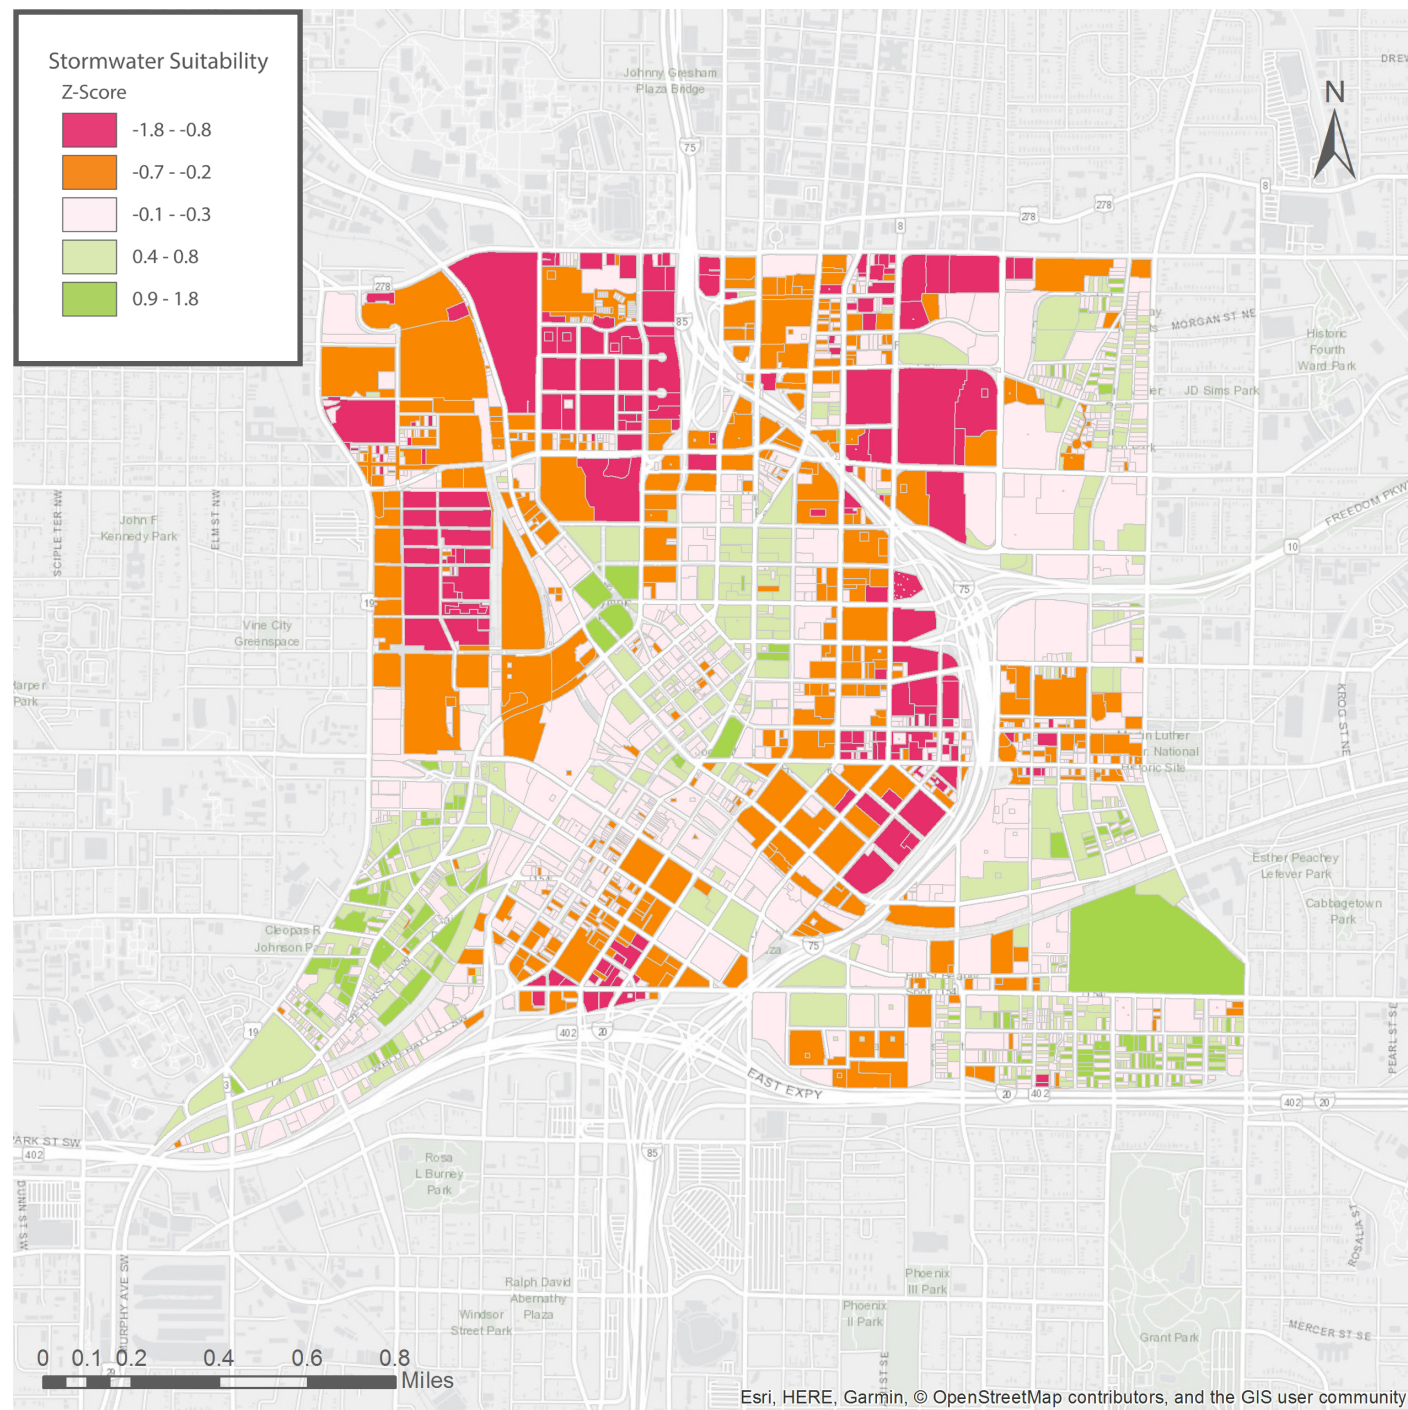 Stormwater Suitability
Z-Score
-1.8 - -0.8
-0.7 - -0.2
-0.1 - -0.3
0.4 - 0.8
0.9 - 1.8
N
Johnny Gresham
Plaza Bridge
DREW
75
8
278
278
8
278
85
MORGAN ST NE
Historic
Fourth
Ward Park
JD Sims Park
FREEDOM PKWY
10
SCIPLE TER NW
John F
Kennedy Park
ELM ST NW
75
19
Vine City
Greenspace
Harper
Park
KROG ST NE
Esther Peachey
Lefever Park
Cabbagetown
Park
Cleopas R
75
154
19
402
20
3
154
PEARL ST SE
EAST EXPY
20
402
402
20
402
85
Rosa
L Burney
Park
DUNN ST SW
MURPHY AVE SW
ROSALIA ST
Phoenix
III Park
Phoenix
II Park
Ralph David
Abernathy
Plaza
Windsor
Street Park
Grant Park
MERCER ST SE
29
0 0.1 0.2 0.4 0.6 0.8
Miles
Esri, HERE, Garmin, © OpenStreetMap contributors, and the GIS user community